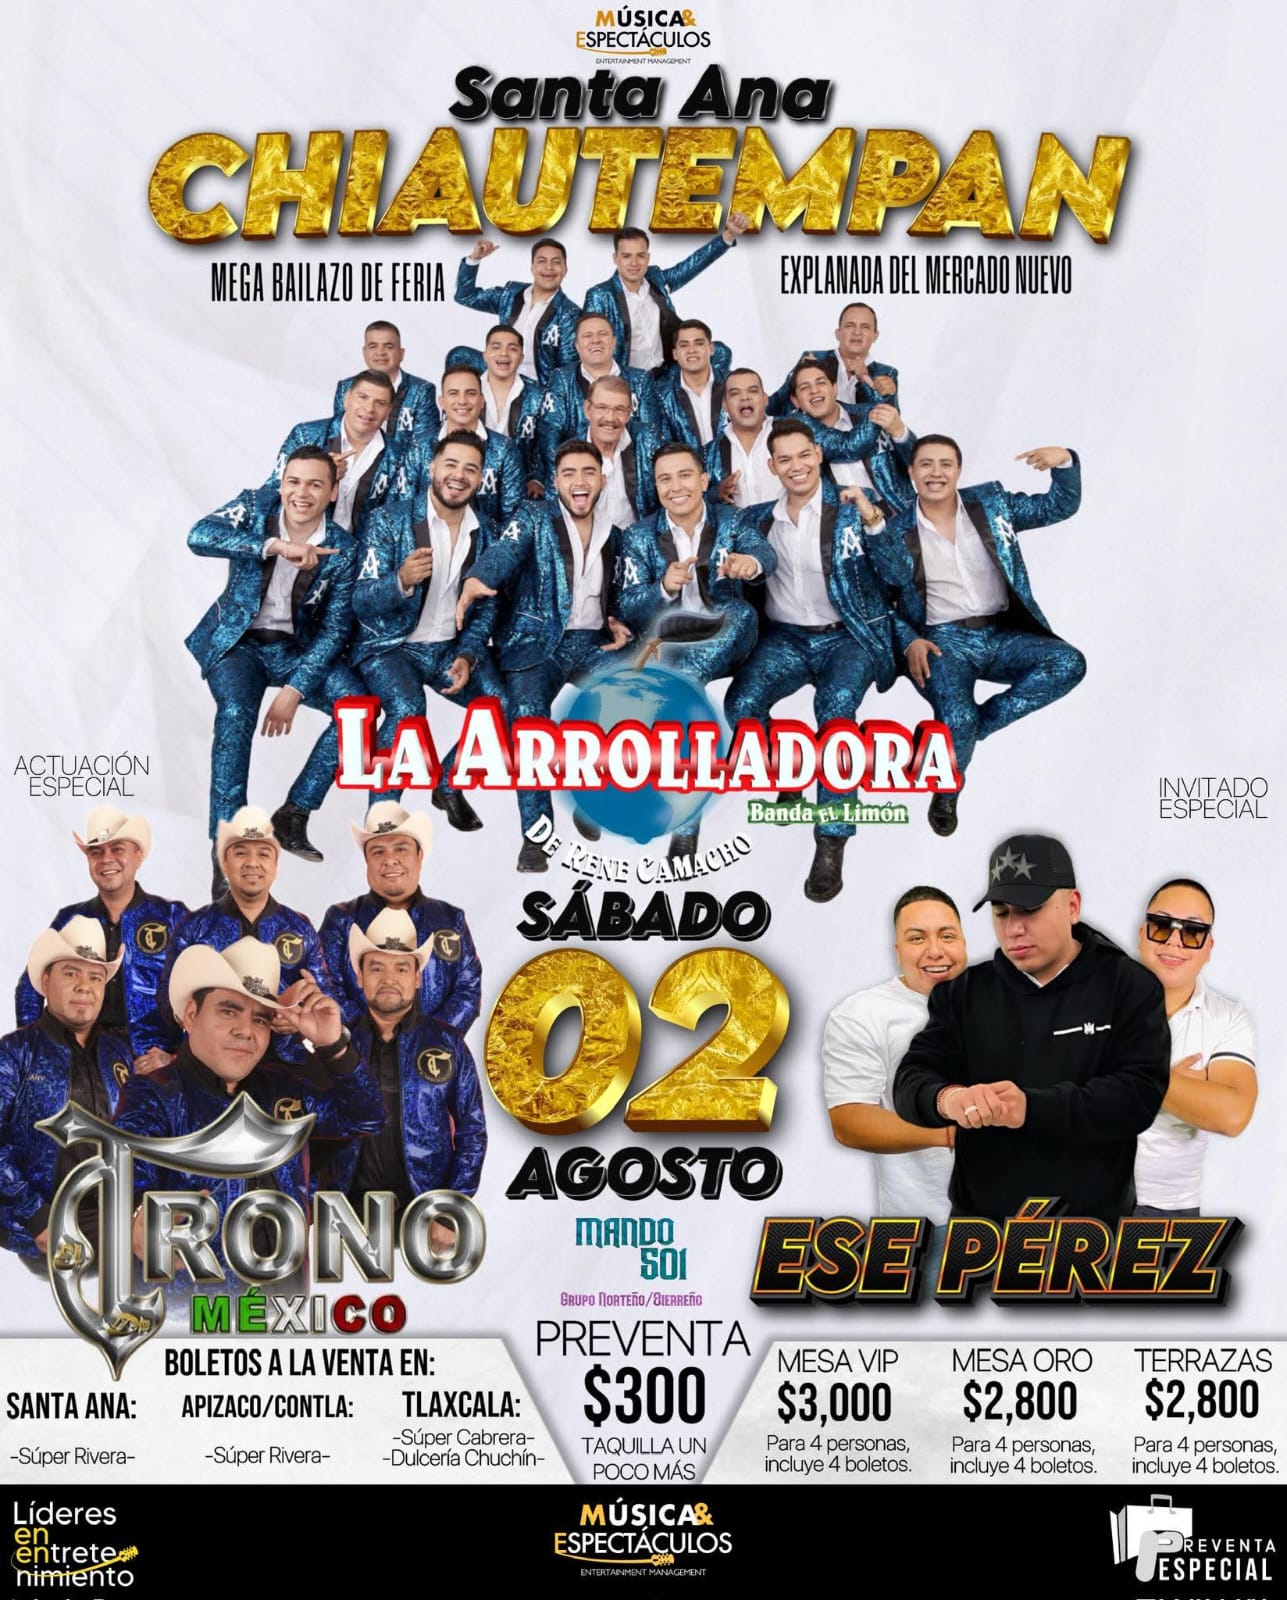 MÚSICA&
ESPECTÁCULOS
ENTERTAINMENT MANAGEMENT
Santa Ana
CHIAUTEMPAN
MEGA BAILAZO DE FERIA
EXPLANADA DEL MERCADO NUEVO
LA ARROLLADORA
Banda EL Limón
DE RENE CAMACHO
ACTUACIÓN
ESPECIAL
INVITADO
ESPECIAL
SÁBADO
02
AGOSTO
TRONO
MÉXICO
MANDO
501
GRUPO NORTEÑO/SIERREÑO
ESE PÉREZ
BOLETOS A LA VENTA EN:
SANTA ANA:
-Súper Rivera-
APIZACO/CONTLA:
-Súper Rivera-
TLAXCALA:
-Súper Cabrera-
-Dulcería Chuchín-
PREVENTA
$300
TAQUILLA UN
POCO MÁS
MESA VIP
$3,000
Para 4 personas,
incluye 4 boletos.
MESA ORO
$2,800
Para 4 personas,
incluye 4 boletos.
TERRAZAS
$2,800
Para 4 personas,
incluye 4 boletos.
Líderes
en
entrete
nimiento
MÚSICA&
ESPECTÁCULOS
ENTERTAINMENT MANAGEMENT
PREVENTA
ESPECIAL